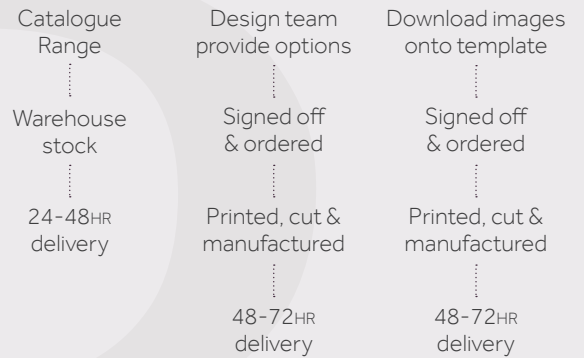 Catalogue
Range
Warehouse
stock
24-48HR
delivery
Design team
provide options
Signed off
& ordered
Printed, cut &
manufactured
48-72HR
delivery
Download images
onto template
Signed off
& ordered
Printed, cut &
manufactured
48-72HR
delivery